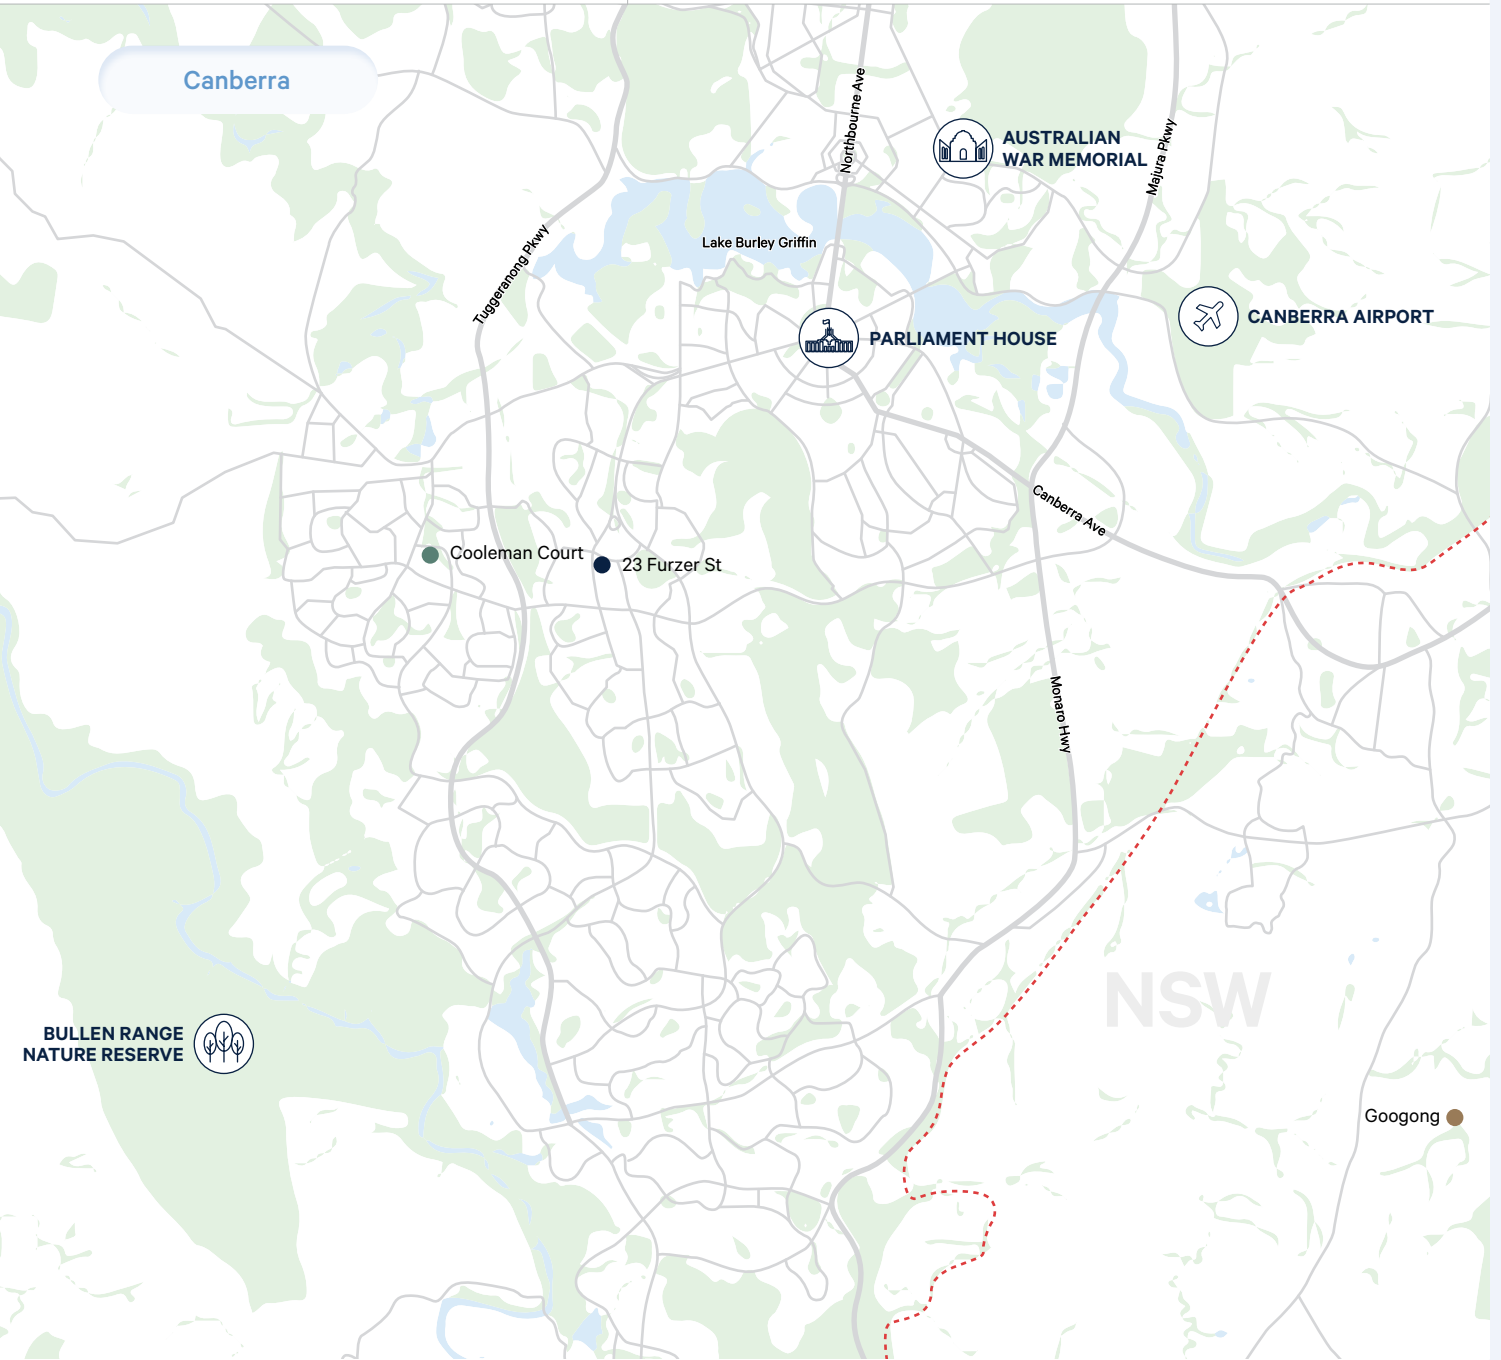 Canberra
Northbourne Ave
AUSTRALIAN
WAR MEMORIAL
Majura Pkwy
Tuggeranong Pkwy
Lake Burley Griffin
CANBERRA AIRPORT
PARLIAMENT HOUSE
Canberra Ave
Cooleman Court
23 Furzer St
Monaro Hwy
NSW
BULLEN RANGE
NATURE RESERVE
Googong